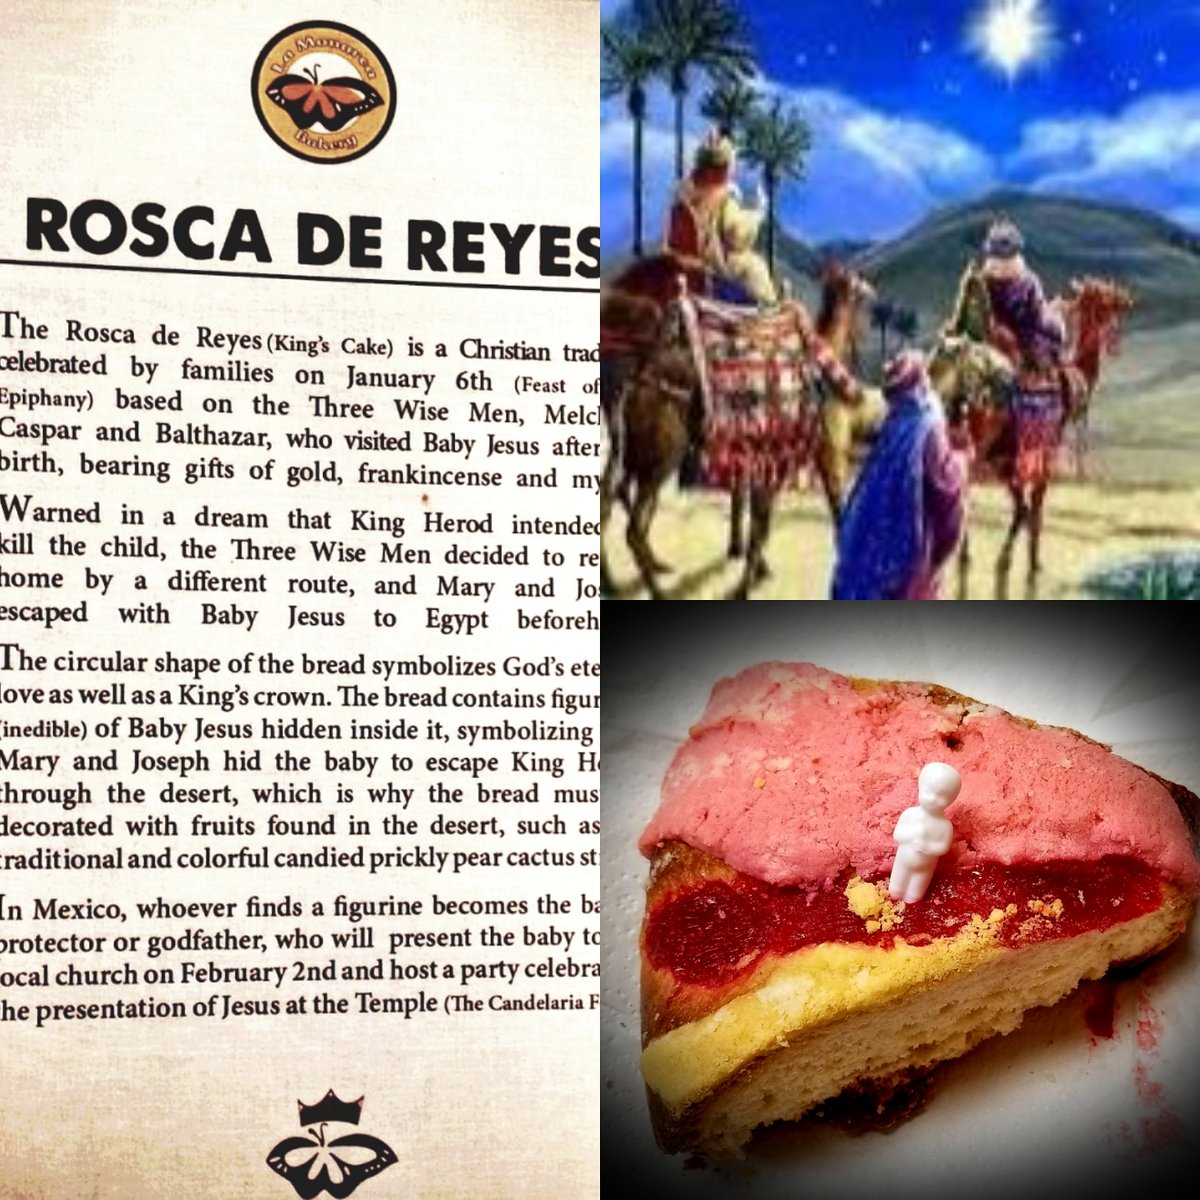 La Monarca
Bakery
ROSCA DE REYES
The Rosca de Reyes (King's Cake) is a Christian trad
celebrated by families on January 6th (Feast of
Epiphany) based on the Three Wise Men, Melc
Caspar and Balthazar, who visited Baby Jesus after
birth, bearing gifts of gold, frankincense and my
Warned in a dream that King Herod intended
kill the child, the Three Wise Men decided to re
home by a different route, and Mary and Jos
escaped with Baby Jesus to Egypt beforeh
The circular shape of the bread symbolizes God's ete
love as well as a King's crown. The bread contains figur
(inedible) of Baby Jesus hidden inside it, symbolizing
Mary and Joseph hid the baby to escape King He
through the desert, which is why the bread mus
decorated with fruits found in the desert, such as
traditional and colorful candied prickly pear cactus st
In Mexico, whoever finds a figurine becomes the ba
protector or godfather, who will present the baby to
local church on February 2nd and host a party celebra
the presentation of Jesus at the Temple (The Candelaria F